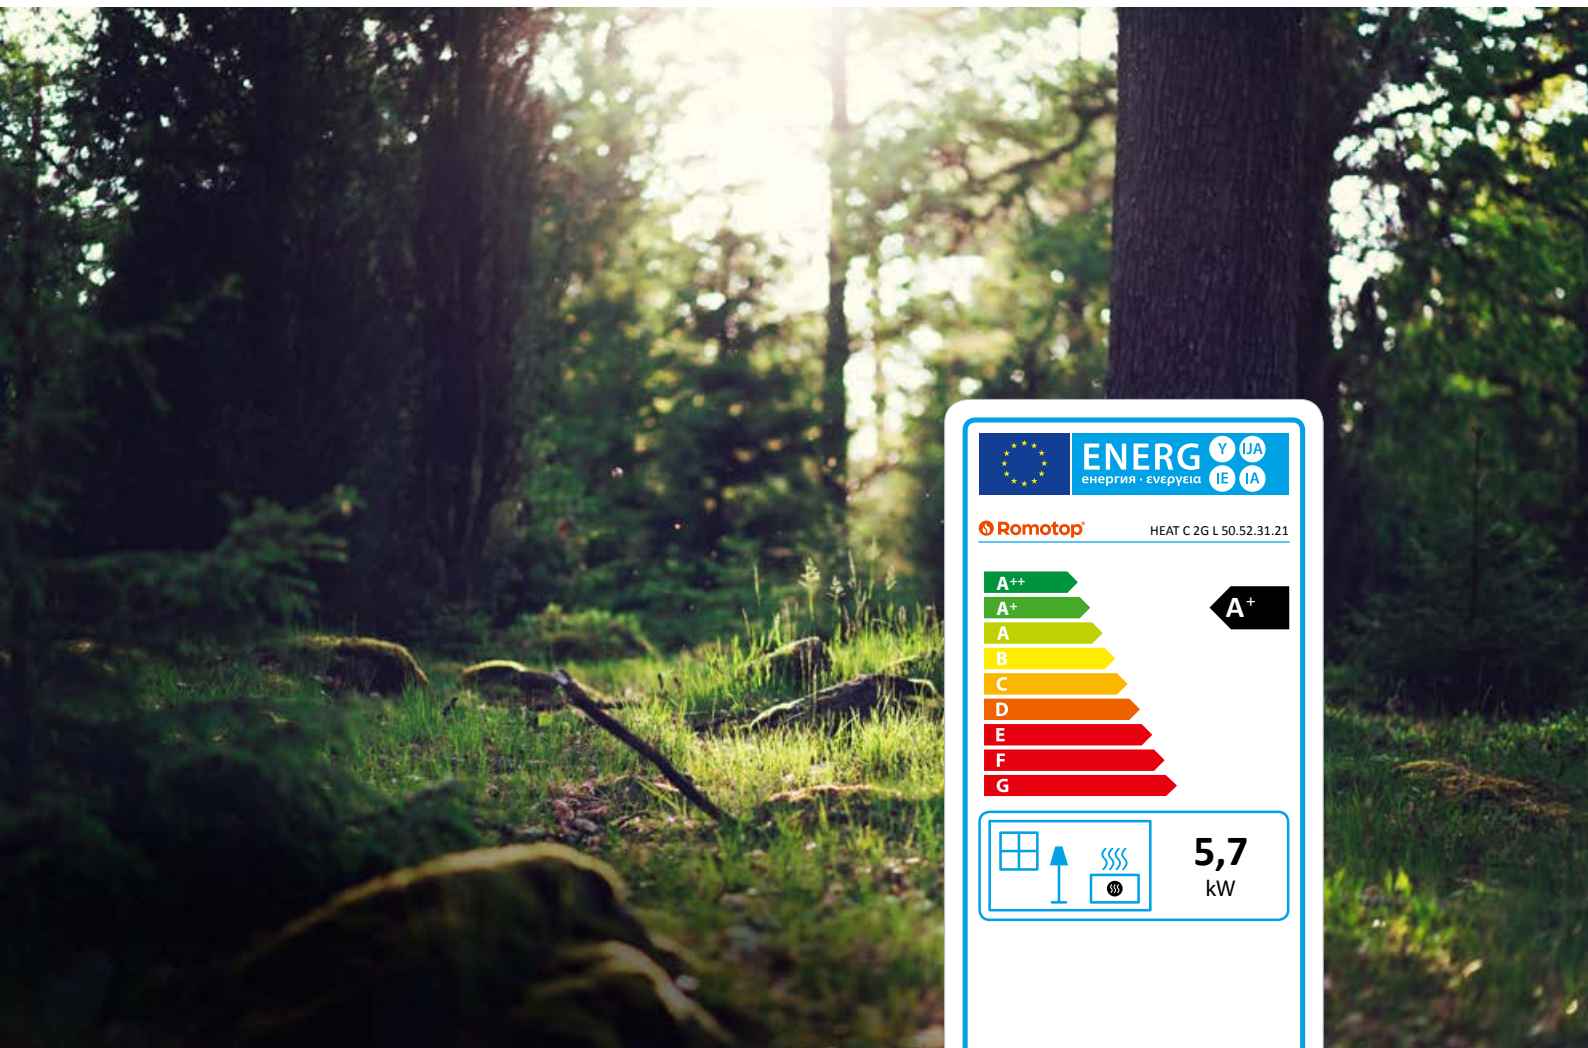 ENERG Y IJA
енергия · ενεργεια IE IA
Romotop HEAT C 2G L 50.52.31.21
A++
A+ A+
A
B
C
D
E
F
G
5,7
kW